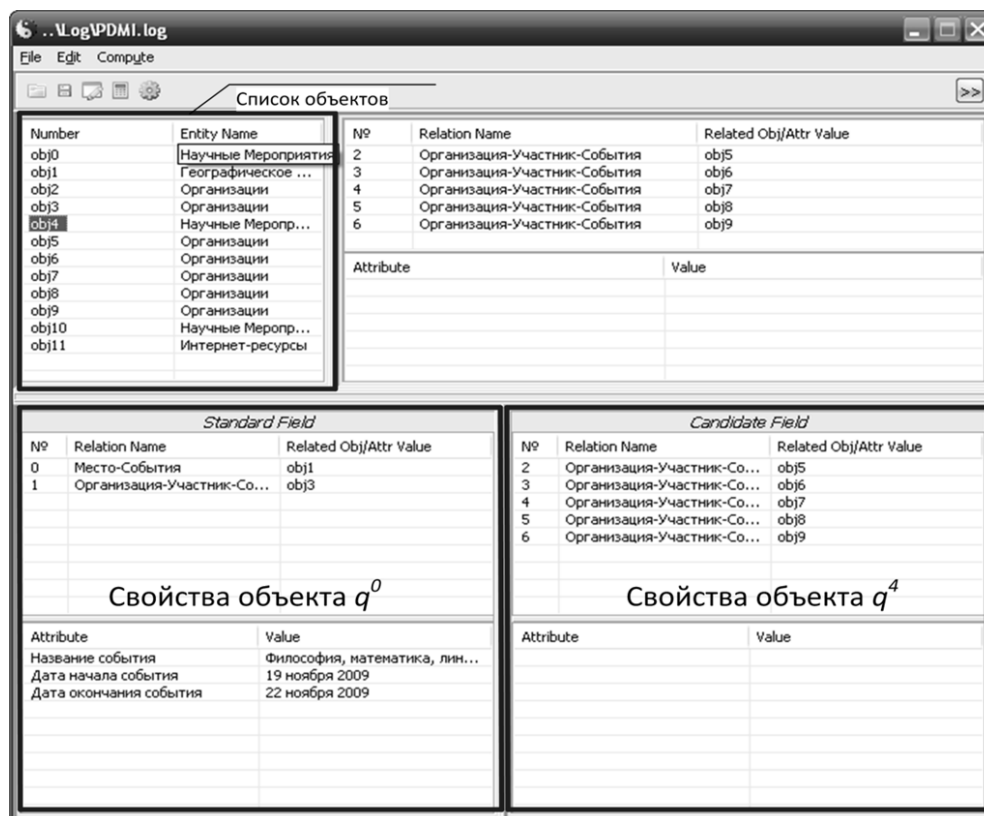 ..\Log\PDMI.log
File Edit Compute
Список объектов
>>
Number Entity Name
obj0 Научные Мероприятия
obj1 Географическое ...
obj2 Организации
obj3 Организации
obj4 Научные Меропр...
obj5 Организации
obj6 Организации
obj7 Организации
obj8 Организации
obj9 Организации
obj10 Научные Меропр...
obj11 Интернет-ресурсы
№ Relation Name Related Obj/Attr Value
2 Организация-Участник-События obj5
3 Организация-Участник-События obj6
4 Организация-Участник-События obj7
5 Организация-Участник-События obj8
6 Организация-Участник-События obj9
Attribute Value
Standard Field
№ Relation Name Related Obj/Attr Value
0 Место-События obj1
1 Организация-Участник-Со... obj3
Свойства объекта q^0
Attribute Value
Название события Философия, математика, лин...
Дата начала события 19 ноября 2009
Дата окончания события 22 ноября 2009
Candidate Field
№ Relation Name Related Obj/Attr Value
2 Организация-Участник-Со... obj5
3 Организация-Участник-Со... obj6
4 Организация-Участник-Со... obj7
5 Организация-Участник-Со... obj8
6 Организация-Участник-Со... obj9
Свойства объекта q^4
Attribute Value